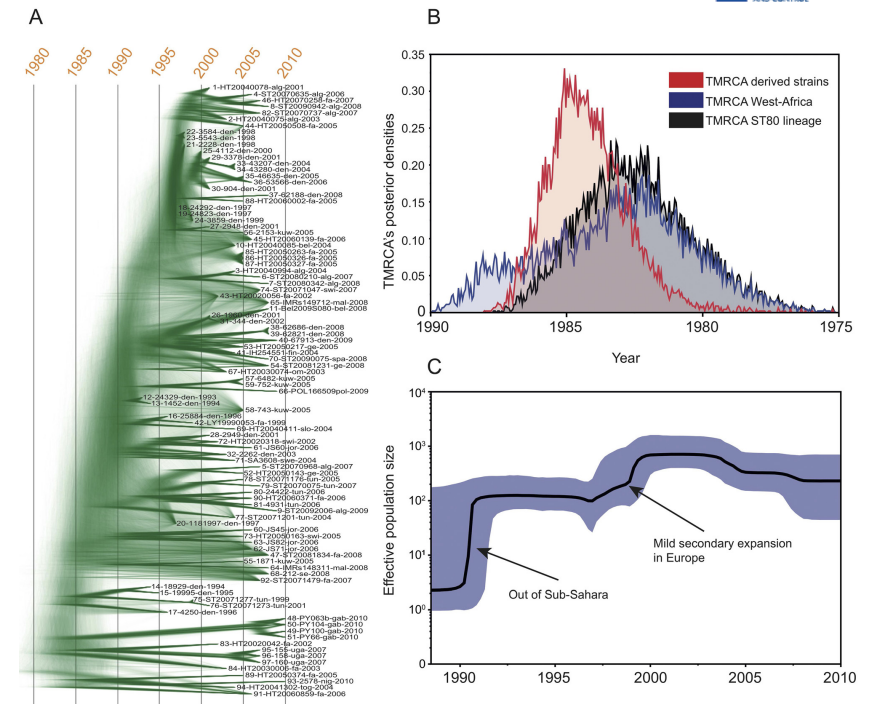 A
1980
1985
1990
1995
2000
2005
2010
1-HT20040078-alg-2001
4-ST20070635-alg-2006
46-HT20070258-fa-2007
8-ST20090942-alg-2008
82-ST20070737-alg-2007
2-HT20040075-alg-2003
44-HT20050508-fa-2005
22-3584-den-1998
23-5543-den-1998
21-2228-den-1998
25-4112-den-2000
29-3378-den-2001
33-43207-den-2004
34-43280-den-2004
35-46635-den-2005
36-53566-den-2006
30-904-den-2001
37-62188-den-2008
88-HT20060002-fa-2005
18-24292-den-1997
19-24823-den-1997
24-3859-den-1999
27-2948-den-2001
56-2153-kuw-2005
45-HT20060139-fa-2006
10-HT20040085-bel-2004
85-HT20050263-fa-2005
86-HT20050326-fa-2005
87-HT20050327-fa-2005
3-HT20040994-alg-2004
6-ST20080210-alg-2007
7-ST20080342-alg-2008
74-ST20071047-swi-2007
43-HT20020056-fa-2002
65-IMRs149712-mal-2008
11-Bel2009S080-bel-2008
31-344-den-2002
38-62686-den-2008
39-62821-den-2008
40-67913-den-2009
53-HT20050217-ge-2005
41-IH254551-fin-2004
70-ST20090075-spa-2008
54-ST20081231-ge-2008
67-HT20030074-om-2003
57-6482-kuw-2005
59-752-kuw-2005
66-POL166509pol-2009
12-24329-den-1993
13-1452-den-1994
58-743-kuw-2005
16-25884-den-1996
42-LY19990053-fa-1999
69-HT20040411-slo-2004
28-2949-den-2001
72-HT20020318-swi-2002
61-JS60-jor-2006
32-2262-den-2003
71-SA3608-swe-2004
5-ST20070968-alg-2007
52-HT20050143-ge-2005
78-ST20071176-tun-2005
79-ST20070075-tun-2007
80-24422-tun-2006
90-HT20060371-fa-2006
81-4931-tun-2006
9-ST20092006-alg-2009
77-ST20071201-tun-2004
20-1181997-den-1997
60-JS45-jor-2006
73-HT20050163-swi-2005
63-JS82-jor-2006
62-JS71-jor-2006
47-ST20081834-fa-2008
55-1871-kuw-2005
64-IMRs148311-mal-2008
68-212-se-2008
92-ST20071479-fa-2007
14-18929-den-1994
15-19995-den-1995
75-ST20071277-tun-1999
76-ST20071273-tun-2001
17-4250-den-1996
48-PY063b-gab-2010
50-PY104-gab-2010
49-PY100-gab-2010
51-PY66-gab-2010
83-HT20020042-fa-2002
95-155-uga-2007
96-158-uga-2007
97-160-uga-2007
84-HT20030006-fa-2003
89-HT20050374-fa-2005
93-2578-nig-2010
94-HT20041302-tog-2004
91-HT20060859-fa-2006
B
TMRCA's posterior densities
0.35
0.30
0.25
0.20
0.15
0.10
0.05
0
1990
1985
1980
1975
Year
TMRCA derived strains
TMRCA West-Africa
TMRCA ST80 lineage
C
Effective population size
10⁴
10³
10²
10¹
10⁰
0
1990
1995
2000
2005
2010
Mild secondary expansion
in Europe
Out of Sub-Sahara